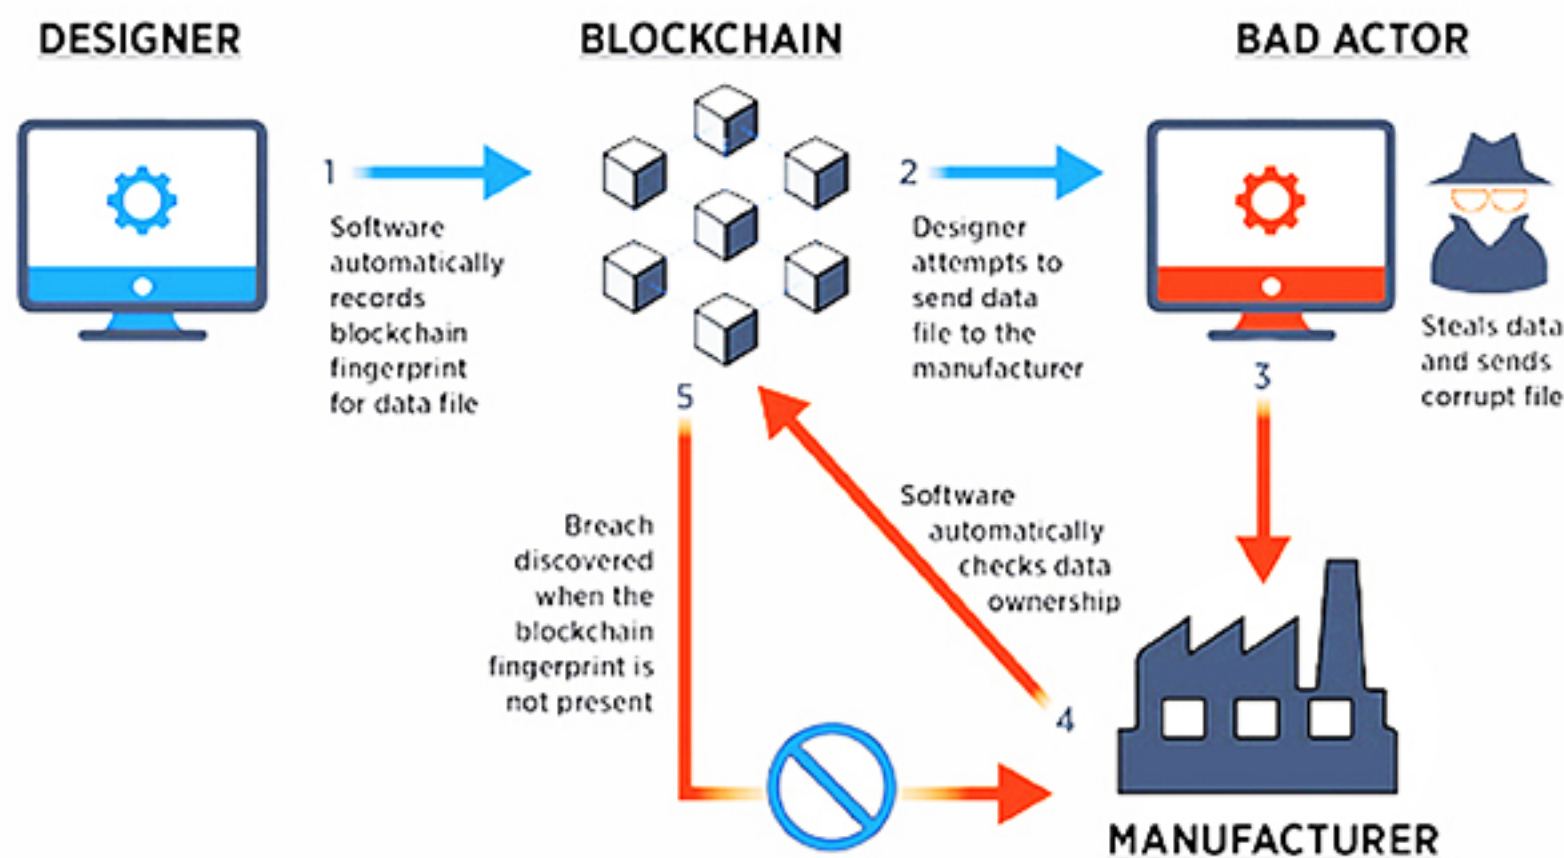 DESIGNER
BLOCKCHAIN
BAD ACTOR
1
Software
automatically
records
blockchain
fingerprint
for data file
2
Designer
attempts to
send data
file to the
manufacturer
Steals data
and sends
corrupt file
3
4
Software
automatically
checks data
ownership
5
Breach
discovered
when the
blockchain
fingerprint is
not present
MANUFACTURER